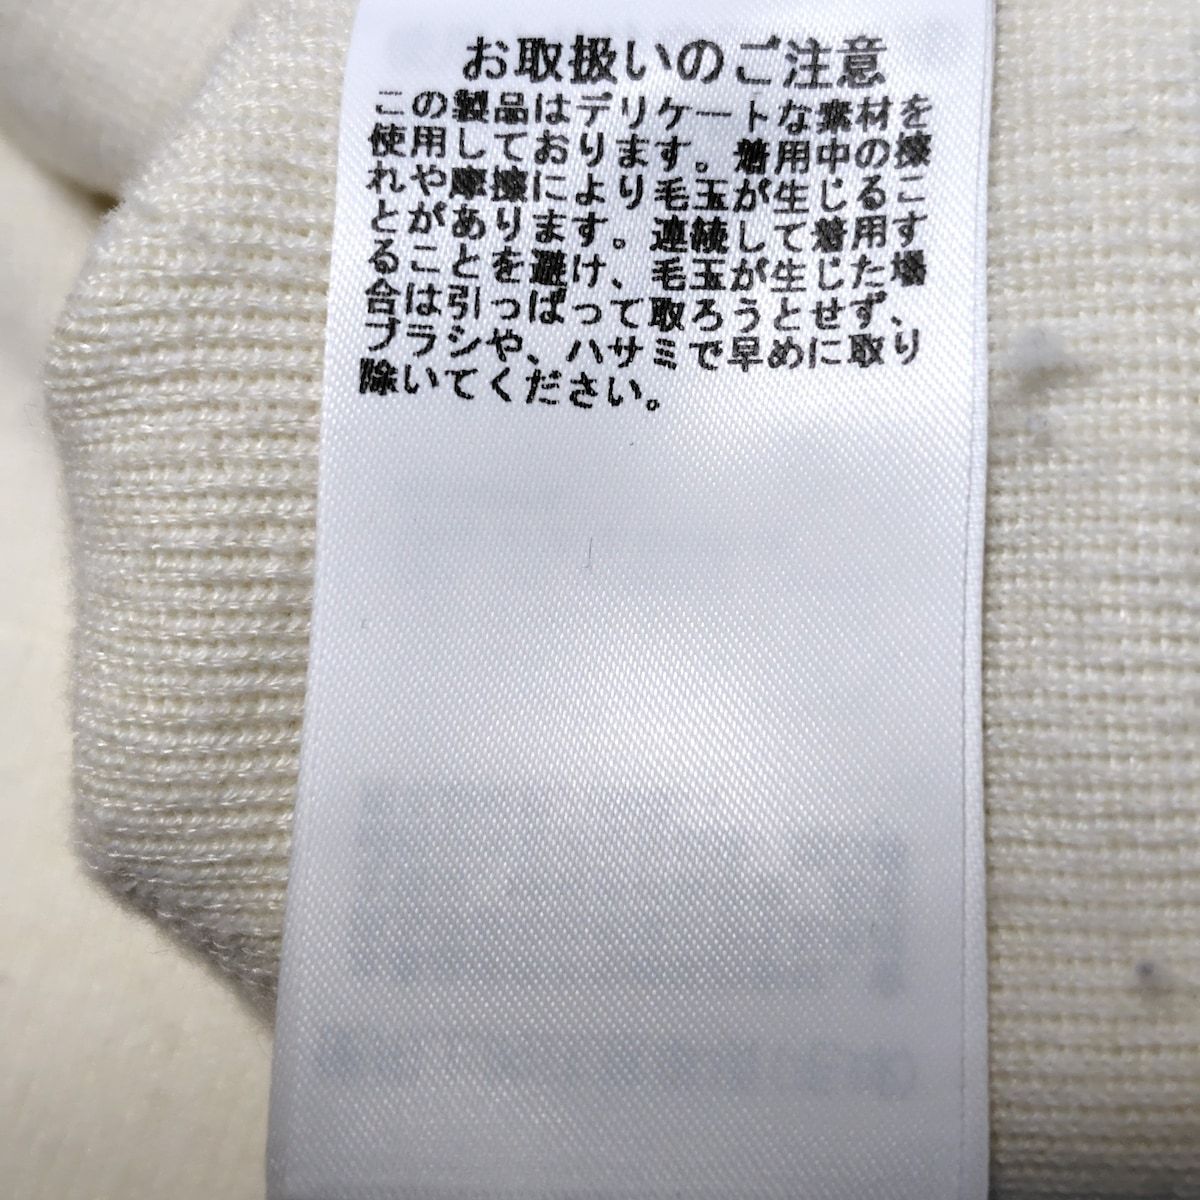 お取扱いのご注意
この製品はデリケートな素材を
使用しております。着用中の擦
れや摩擦により毛玉が生じるこ
とがあります。連続して着用す
ることを避け、毛玉が生じた場
合は引っぱって取ろうとせず、
ブラシや、ハサミで早めに取り
除いてください。